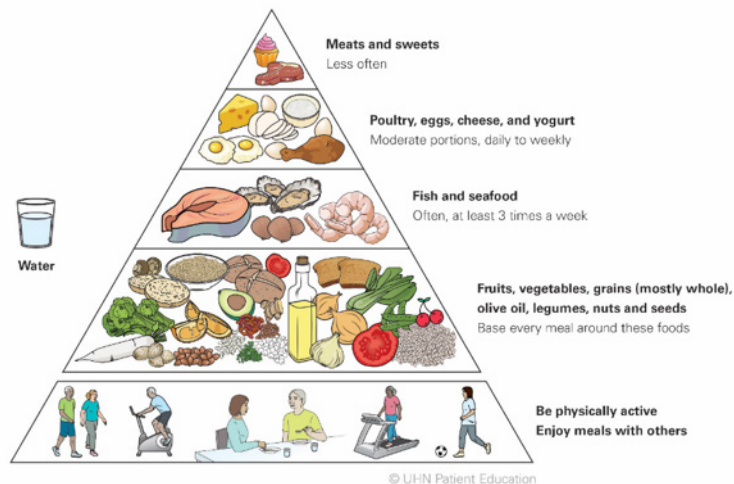 Meats and sweets
Less often
Poultry, eggs, cheese, and yogurt
Moderate portions, daily to weekly
Fish and seafood
Often, at least 3 times a week
Water
Fruits, vegetables, grains (mostly whole),
olive oil, legumes, nuts and seeds
Base every meal around these foods
Be physically active
Enjoy meals with others
© UHN Patient Education